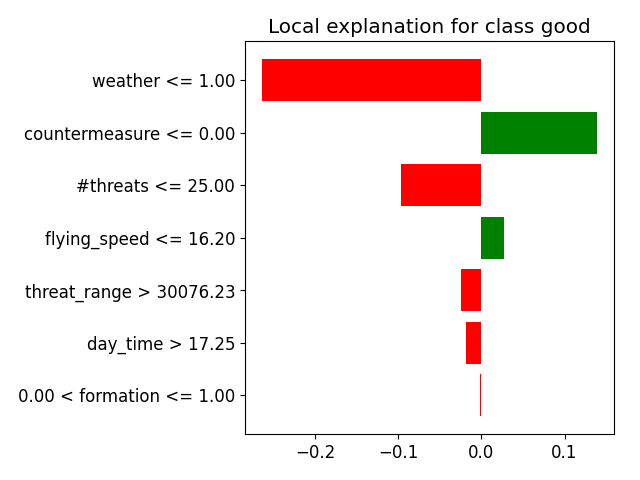 Local explanation for class good
weather <= 1.00
countermeasure <= 0.00
#threats <= 25.00
flying_speed <= 16.20
threat_range > 30076.23
day_time > 17.25
0.00 < formation <= 1.00
−0.2 −0.1 0.0 0.1